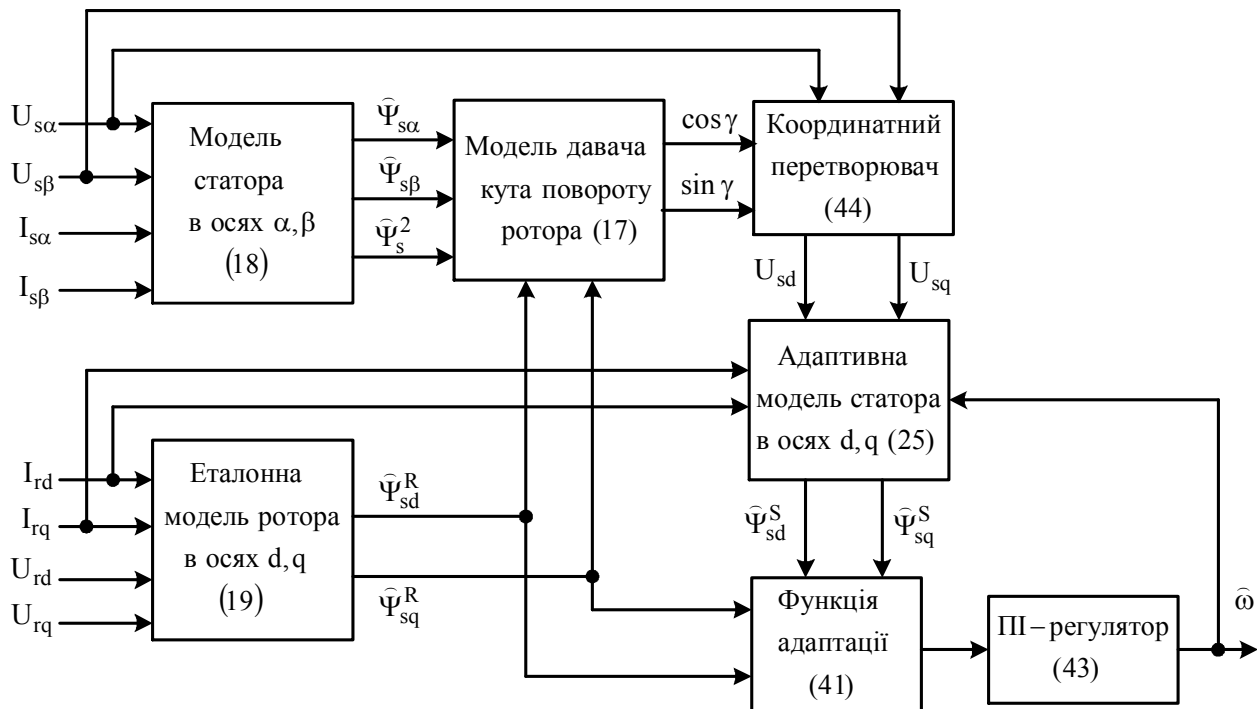 U_sα
U_sβ
I_sα
I_sβ
Модель
статора
в осях α, β
(18)
Ψ̂_sα
Ψ̂_sβ
Ψ̂_s^2
Модель давача
кута повороту
ротора (17)
cos γ
sin γ
Координатний
перетворювач
(44)
U_sd
U_sq
Адаптивна
модель статора
в осях d, q (25)
I_rd
I_rq
U_rd
U_rq
Еталонна
модель ротора
в осях d, q
(19)
Ψ̂_sd^R
Ψ̂_sq^R
Ψ̂_sd^S
Ψ̂_sq^S
Функція
адаптації
(41)
ПІ – регулятор
(43)
ω̂